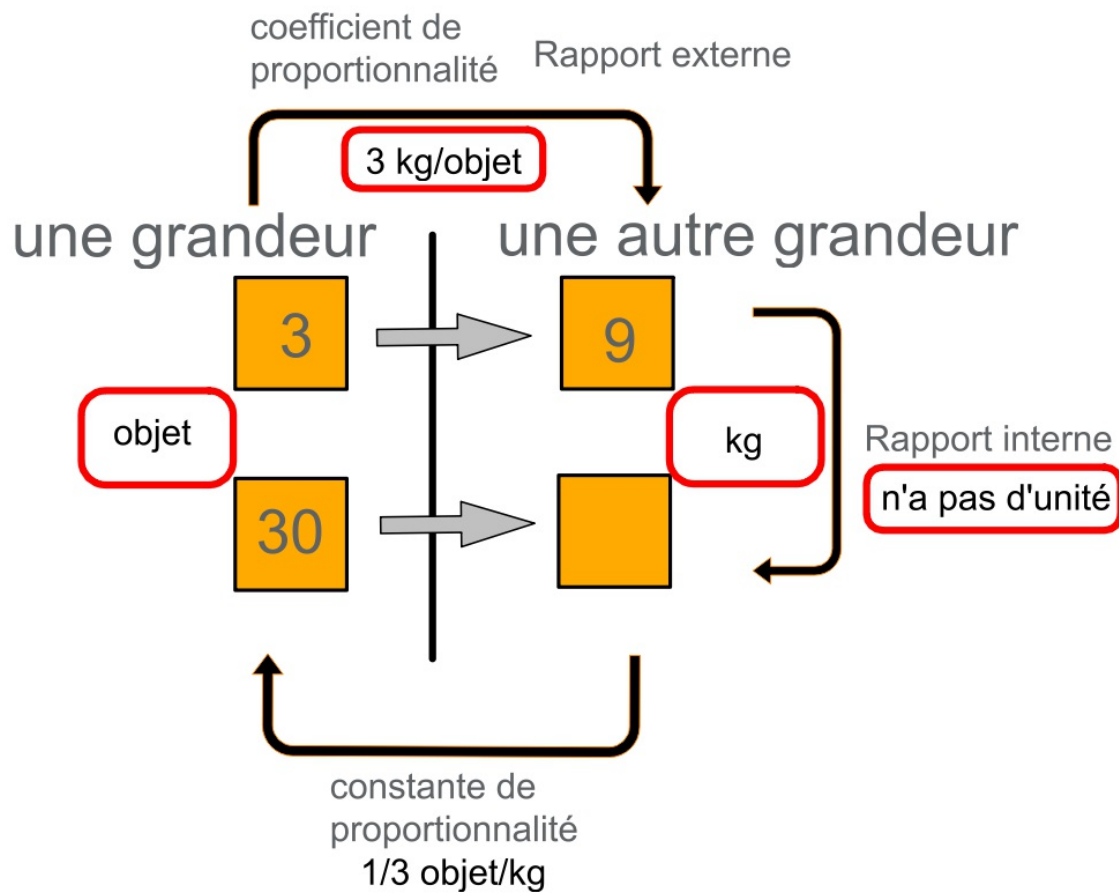 coefficient de
proportionnalité
Rapport externe
3 kg/objet
une grandeur
une autre grandeur
3
9
objet
kg
Rapport interne
n'a pas d'unité
30
constante de
proportionnalité
1/3 objet/kg